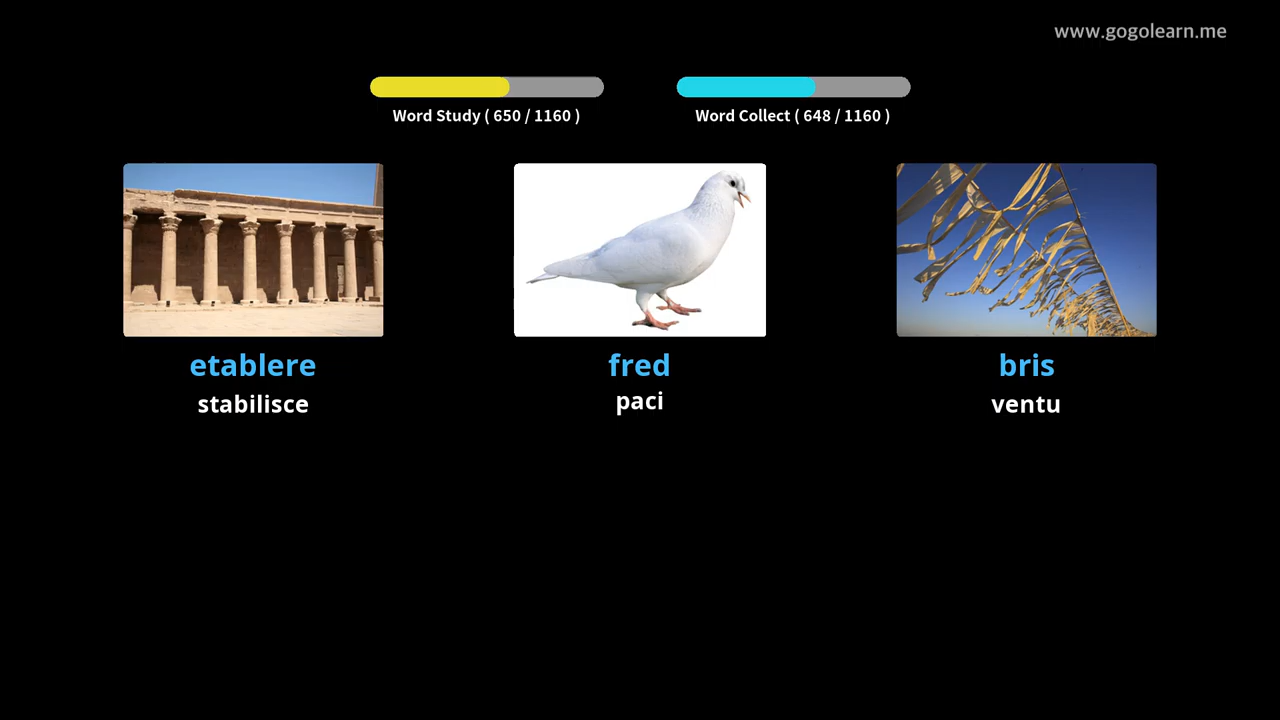 www.gogolearn.me
Word Study ( 650 / 1160 )
Word Collect ( 648 / 1160 )
etablere
fred
bris
stabilisce
paci
ventu